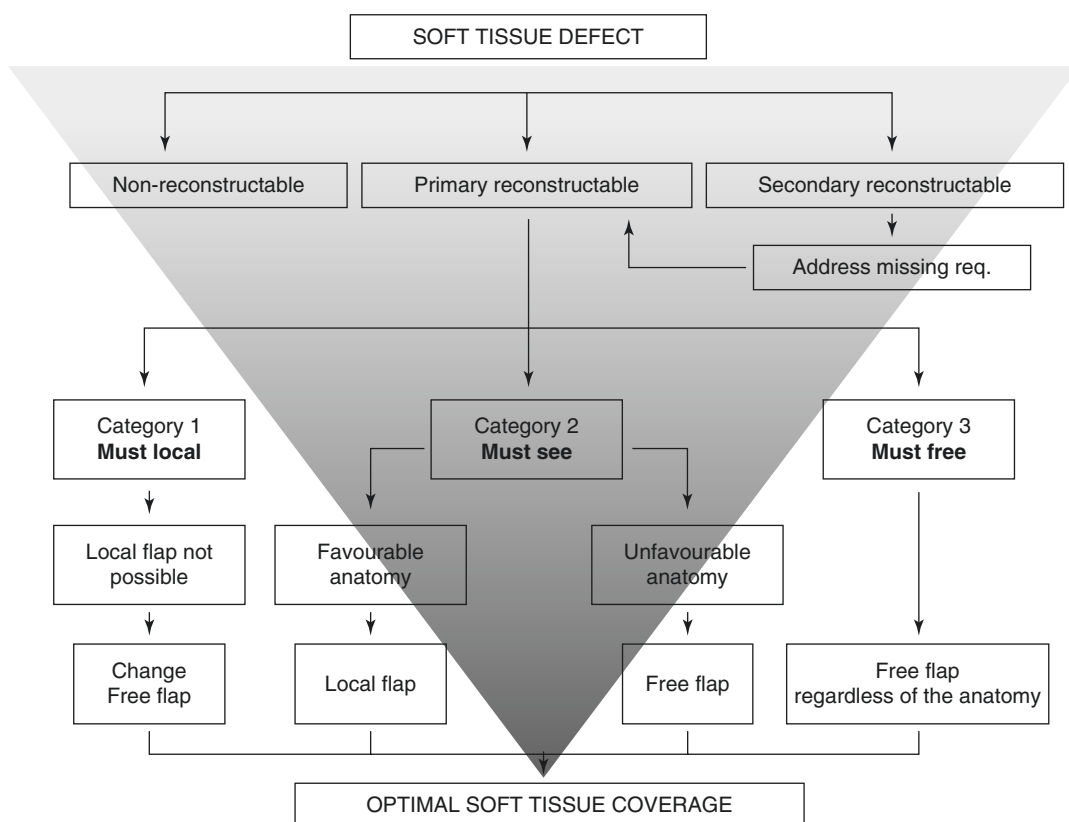 SOFT TISSUE DEFECT
Non-reconstructable
Primary reconstructable
Secondary reconstructable
Address missing req.
Category 1
Must local
Category 2
Must see
Category 3
Must free
Local flap not
possible
Favourable
anatomy
Unfavourable
anatomy
Change
Free flap
Local flap
Free flap
Free flap
regardless of the anatomy
OPTIMAL SOFT TISSUE COVERAGE